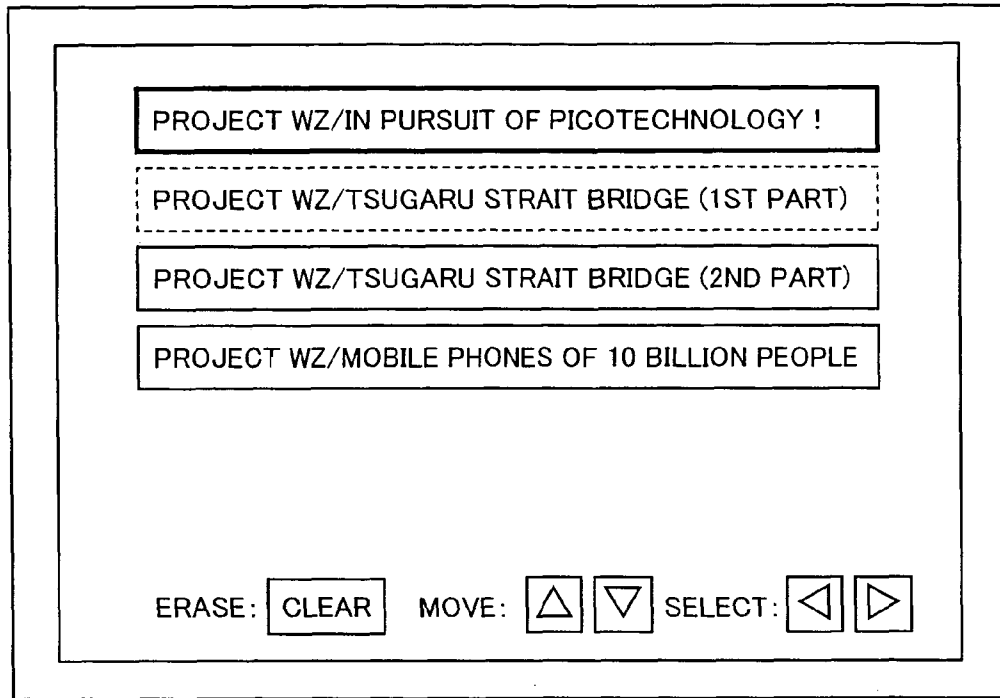 PROJECT WZ/IN PURSUIT OF PICOTECHNOLOGY !
PROJECT WZ/TSUGARU STRAIT BRIDGE (1ST PART)
PROJECT WZ/TSUGARU STRAIT BRIDGE (2ND PART)
PROJECT WZ/MOBILE PHONES OF 10 BILLION PEOPLE
ERASE: CLEAR MOVE: △ ▽ SELECT: ◁ ▷